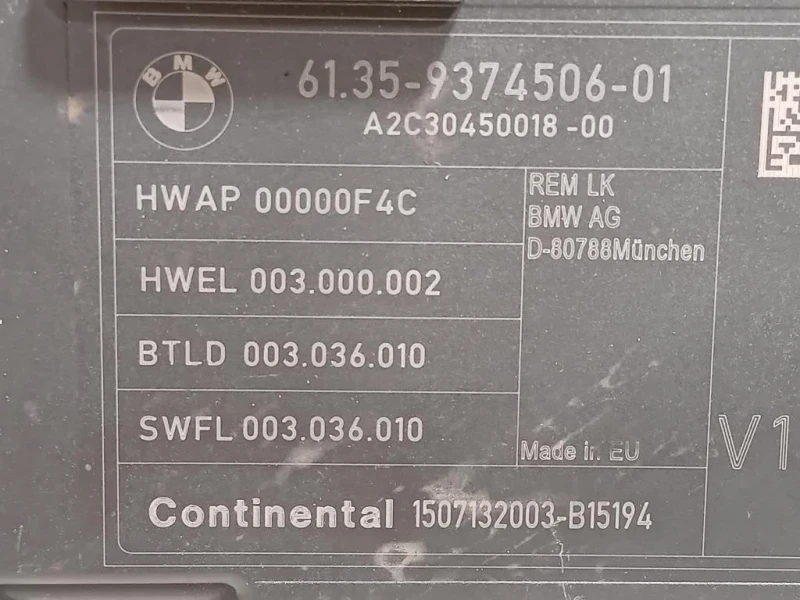 BMW
61.35-9374506-01
A2C30450018-00
HWAP 00000F4C
REM LK
BMW AG
D-80788München
HWEL 003.000.002
BTLD 003.036.010
SWFL 003.036.010
Made in EU
V1
Continental 1507132003-B15194